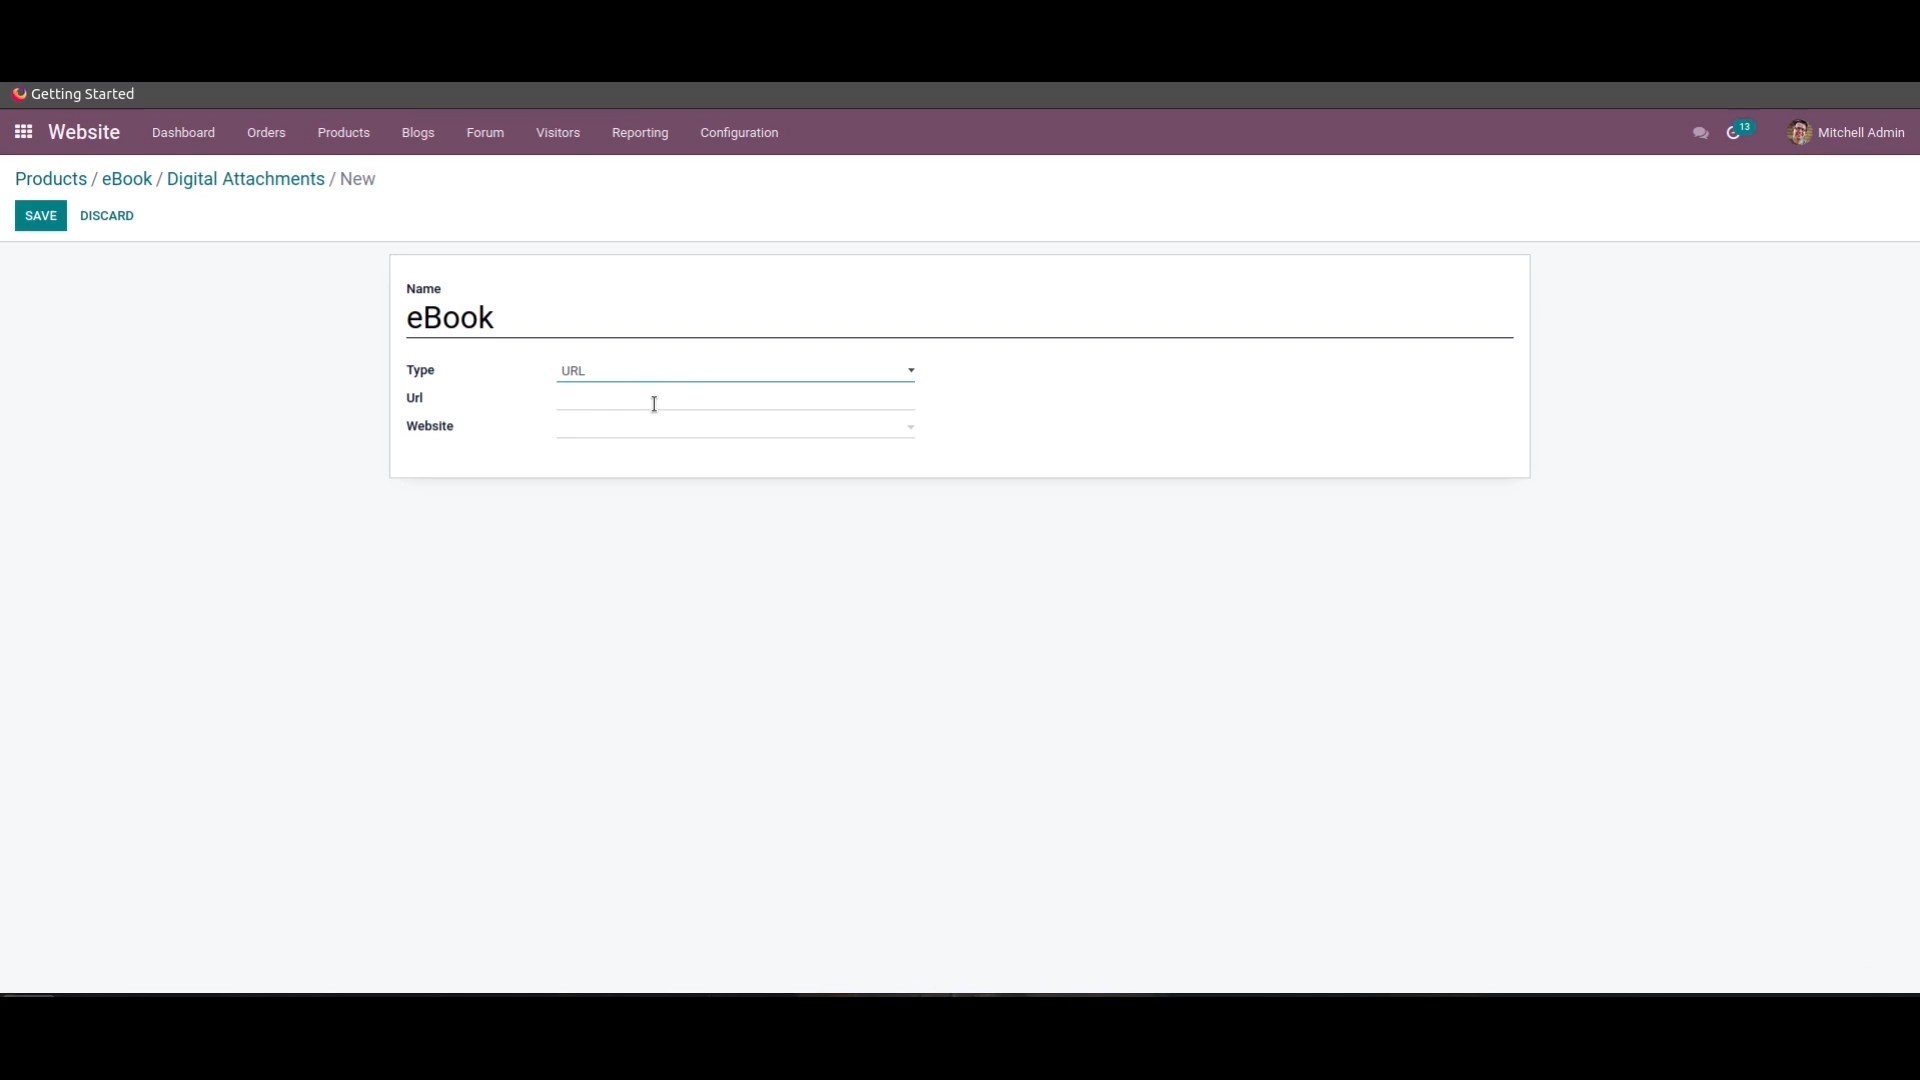 Getting Started
Website Dashboard Orders Products Blogs Forum Visitors Reporting Configuration 13 Mitchell Admin
Products / eBook / Digital Attachments / New
SAVE DISCARD
Name
eBook
Type URL
Url
Website